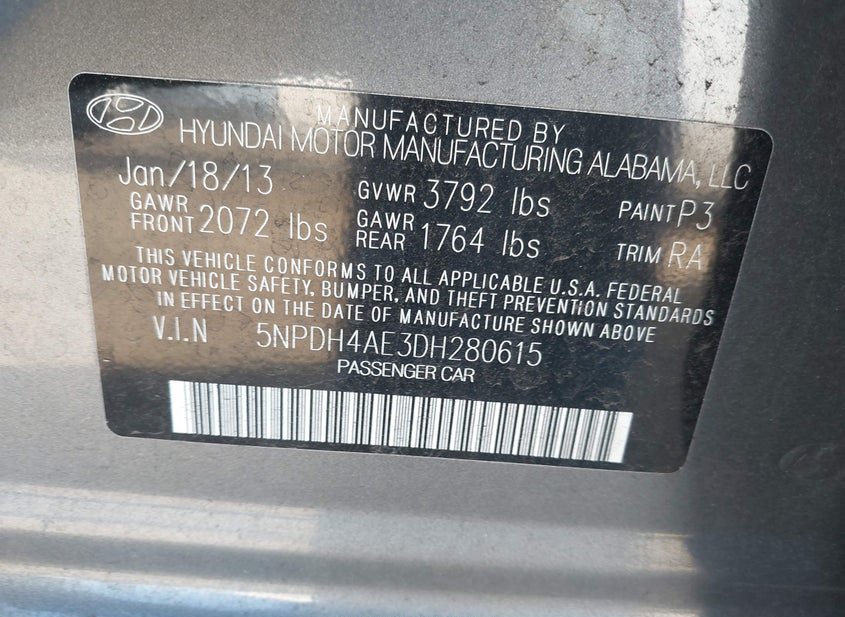 MANUFACTURED BY
HYUNDAI MOTOR MANUFACTURING ALABAMA, LLC
Jan/18/13 GVWR 3792 lbs PAINT P3
GAWR FRONT 2072 lbs GAWR REAR 1764 lbs TRIM RA
THIS VEHICLE CONFORMS TO ALL APPLICABLE U.S.A. FEDERAL
MOTOR VEHICLE SAFETY, BUMPER, AND THEFT PREVENTION STANDARDS
IN EFFECT ON THE DATE OF MANUFACTURE SHOWN ABOVE
V.I.N 5NPDH4AE3DH280615
PASSENGER CAR